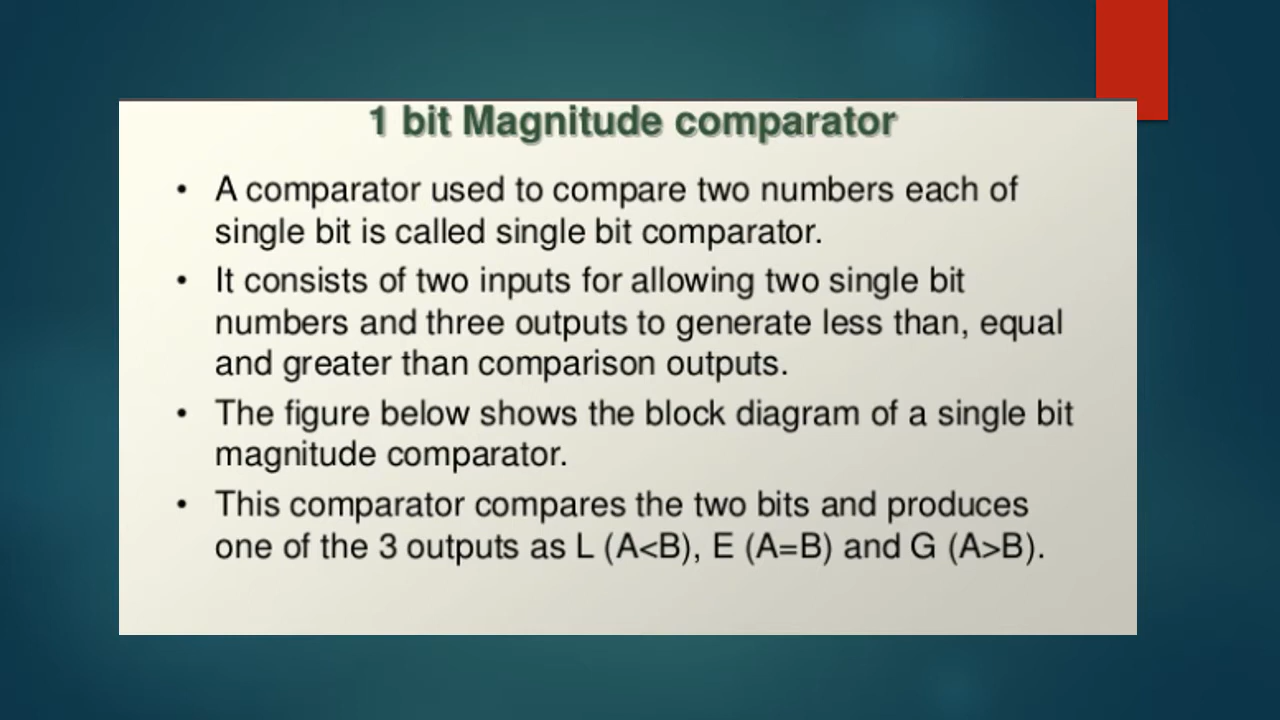 1 bit Magnitude comparator
• A comparator used to compare two numbers each of
single bit is called single bit comparator.
• It consists of two inputs for allowing two single bit
numbers and three outputs to generate less than, equal
and greater than comparison outputs.
• The figure below shows the block diagram of a single bit
magnitude comparator.
• This comparator compares the two bits and produces
one of the 3 outputs as L (A<B), E (A=B) and G (A>B).